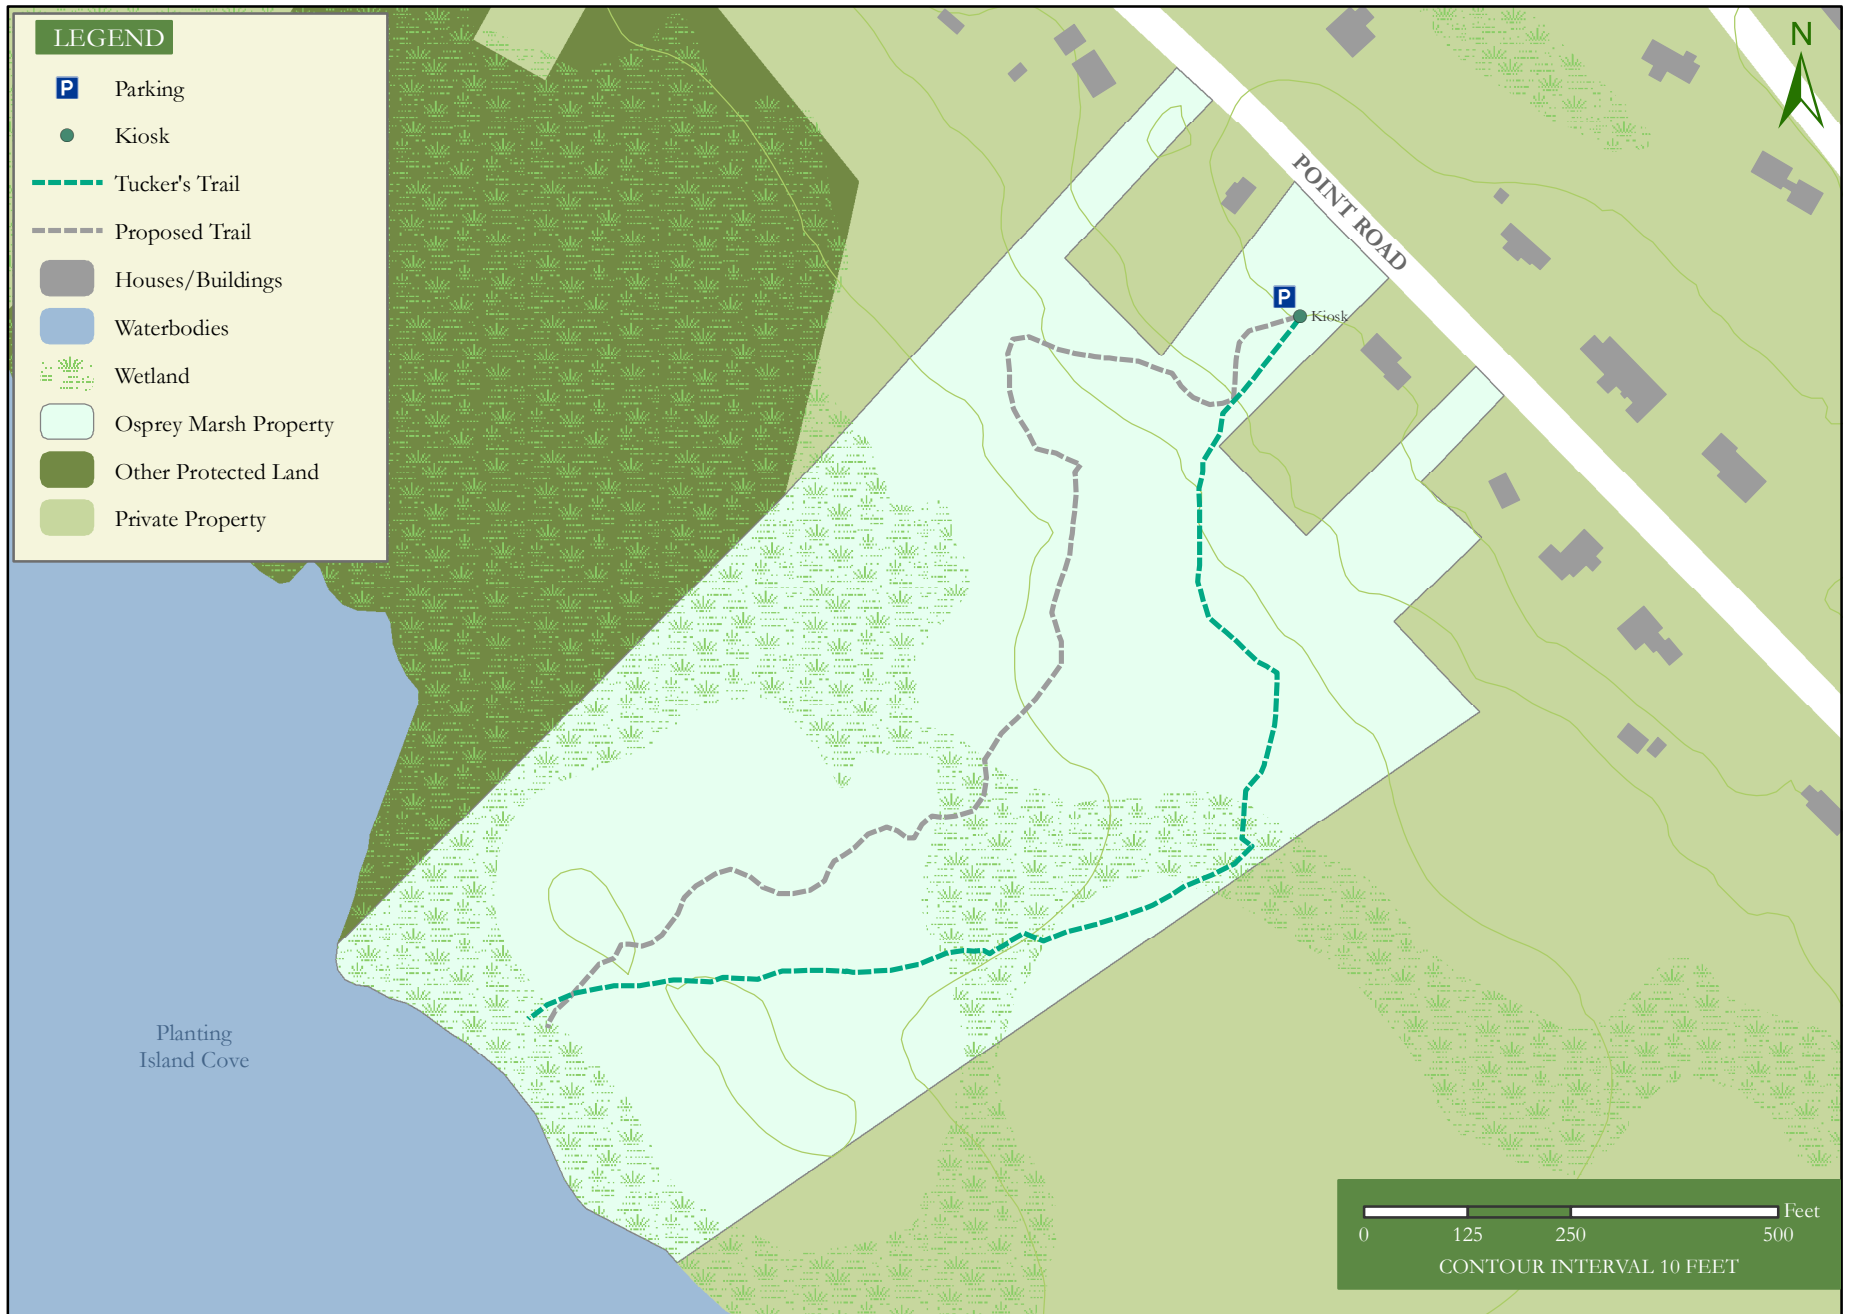 LEGEND
P
Parking
Kiosk
Tucker's Trail
Proposed Trail
Houses/Buildings
Waterbodies
Wetland
Osprey Marsh Property
Other Protected Land
Private Property
N
POINT ROAD
P
Kiosk
Planting
Island Cove
Feet
0 125 250 500
CONTOUR INTERVAL 10 FEET